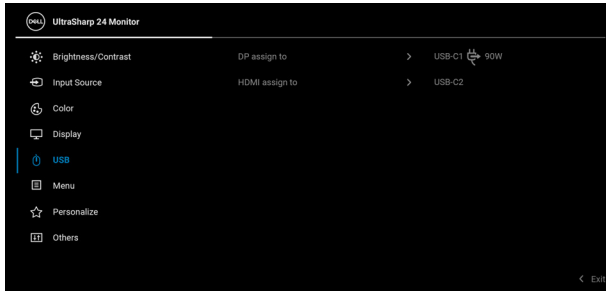 DELL UltraSharp 24 Monitor
Brightness/Contrast DP assign to > USB-C1 90W
Input Source HDMI assign to > USB-C2
Color
Display
USB
Menu
Personalize
Others
< Exit